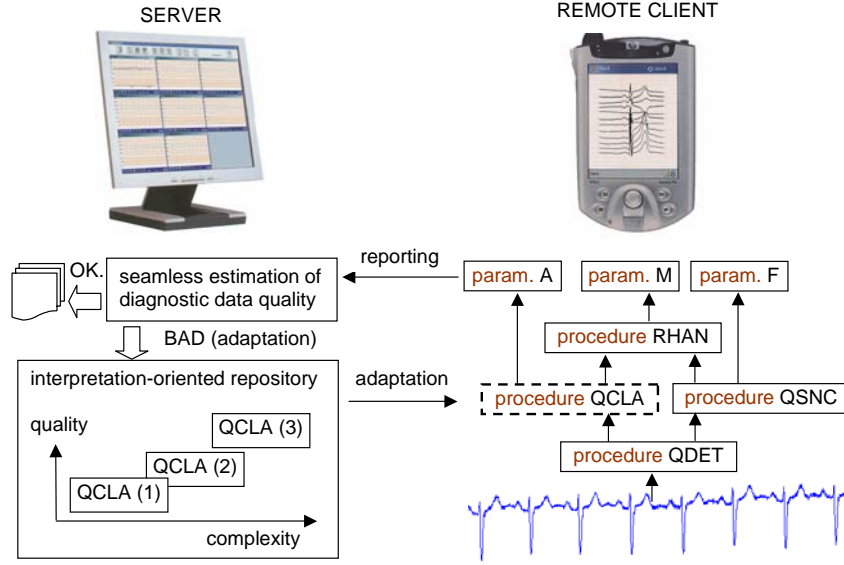 SERVER
REMOTE CLIENT
hp
OK.
seamless estimation of
diagnostic data quality
reporting
param. A
param. M
param. F
BAD (adaptation)
procedure RHAN
interpretation-oriented repository
adaptation
procedure QCLA
procedure QSNC
quality
QCLA (3)
QCLA (2)
QCLA (1)
procedure QDET
complexity